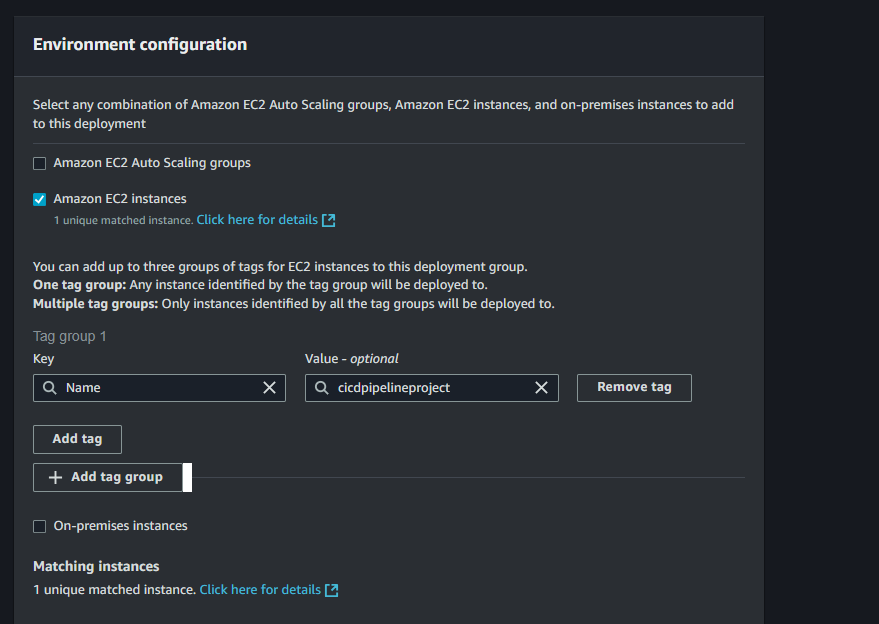 Environment configuration
Select any combination of Amazon EC2 Auto Scaling groups, Amazon EC2 instances, and on-premises instances to add
to this deployment
Amazon EC2 Auto Scaling groups
Amazon EC2 instances
1 unique matched instance. Click here for details
You can add up to three groups of tags for EC2 instances to this deployment group.
One tag group: Any instance identified by the tag group will be deployed to.
Multiple tag groups: Only instances identified by all the tag groups will be deployed to.
Tag group 1
Key Value - optional
Name cicdpipelineproject Remove tag
Add tag
Add tag group
On-premises instances
Matching instances
1 unique matched instance. Click here for details